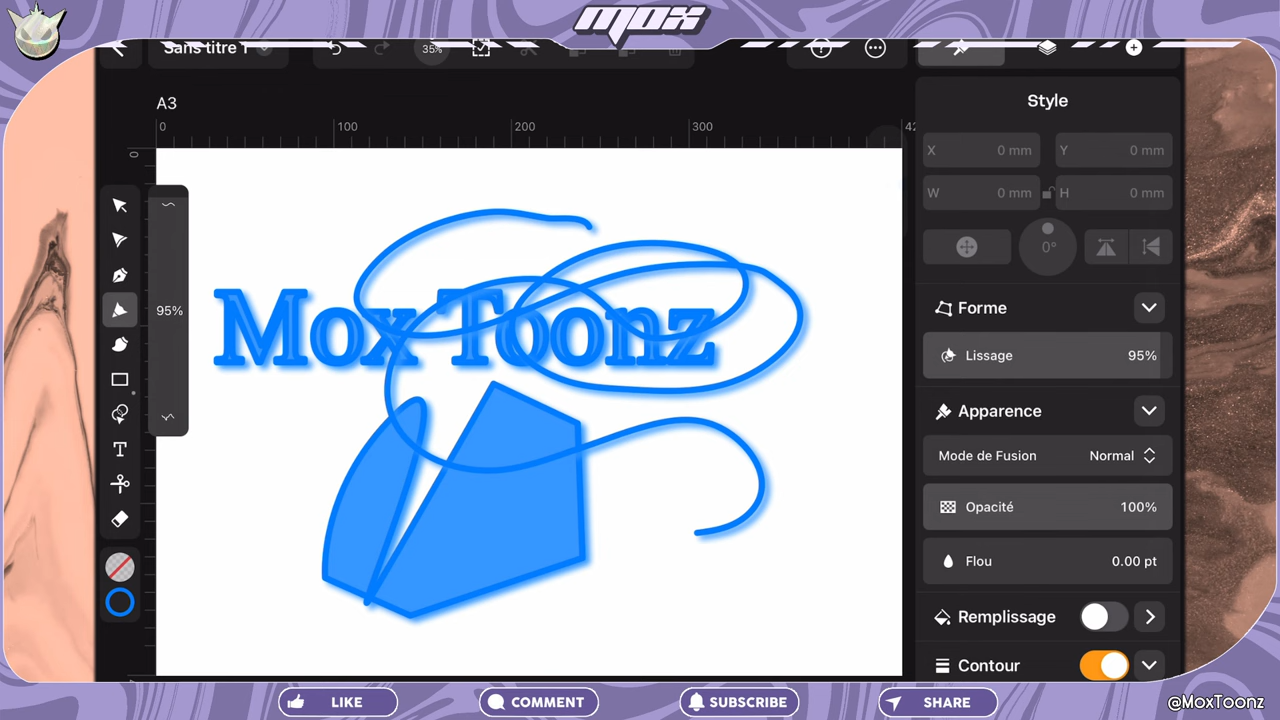 MOX
Sans titre 1
35%
A3
0
100
200
300
42
0
Style
X 0 mm
Y 0 mm
W 0 mm
H 0 mm
0°
95%
Mox Toonz
Forme
Lissage 95%
Apparence
Mode de Fusion Normal
Opacité 100%
Flou 0.00 pt
Remplissage
Contour
LIKE
COMMENT
SUBSCRIBE
SHARE
@MoxToonz